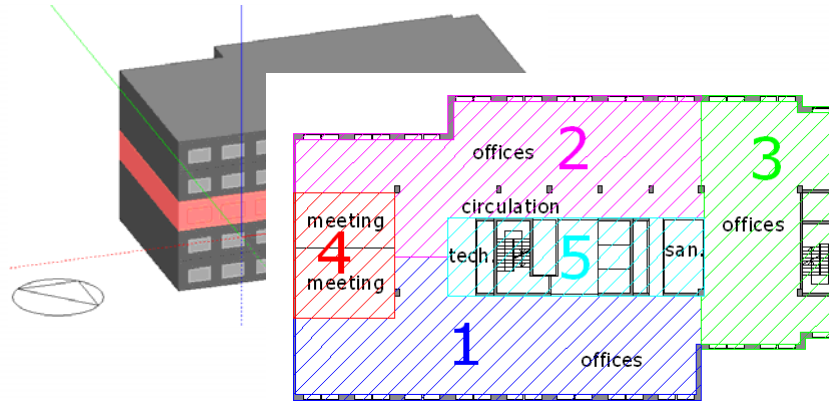 2
3
offices
circulation
offices
meeting
tech.
5
san.
4
meeting
1
offices